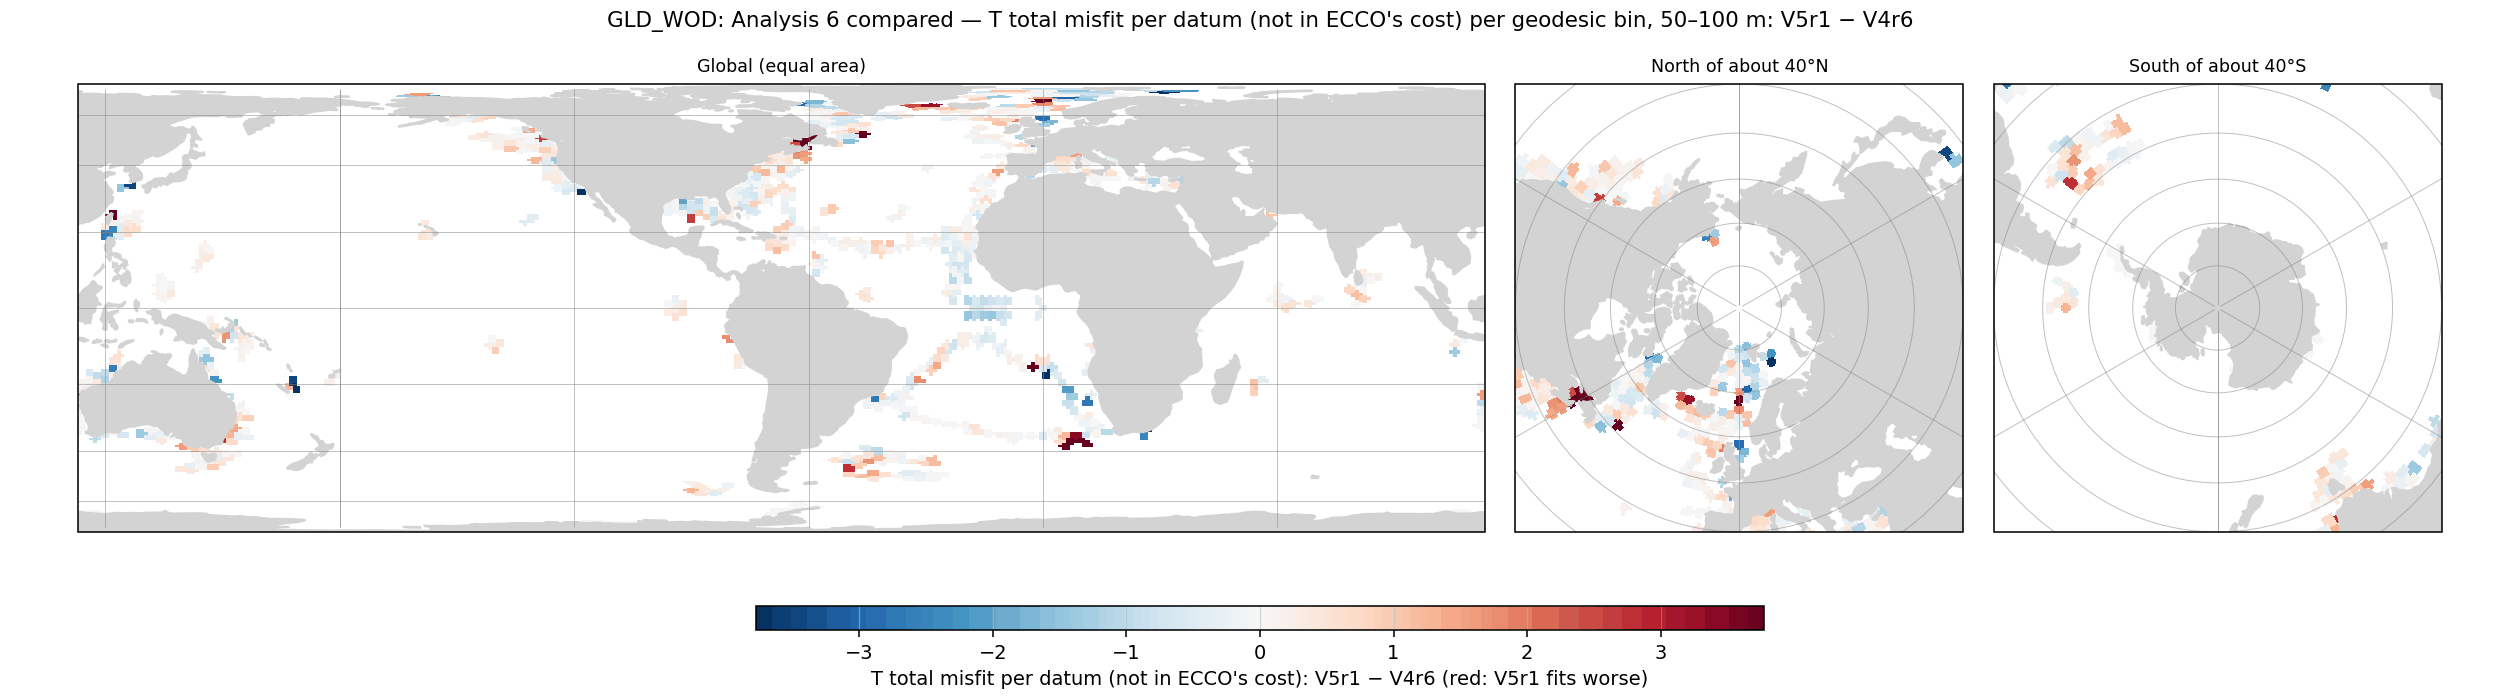 GLD_WOD: Analysis 6 compared — T total misfit per datum (not in ECCO's cost) per geodesic bin, 50–100 m: V5r1 − V4r6
Global (equal area)
North of about 40°N
South of about 40°S
−3 −2 −1 0 1 2 3
T total misfit per datum (not in ECCO's cost): V5r1 − V4r6 (red: V5r1 fits worse)